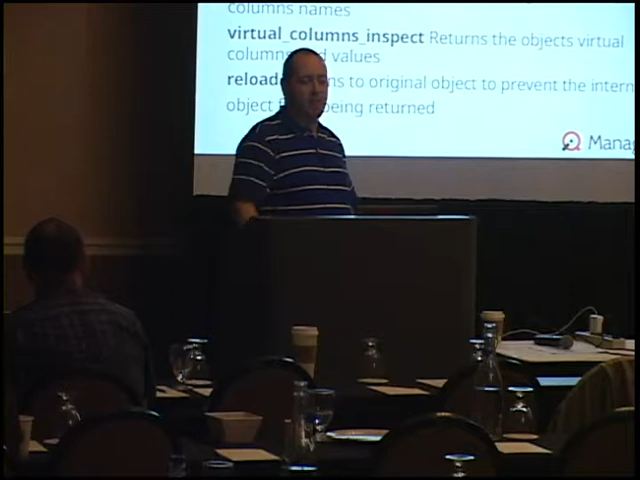 columns names
virtual_columns_inspect Returns the objects virtual
columns and values
reload ns to original object to prevent the intern
object being returned
Manag